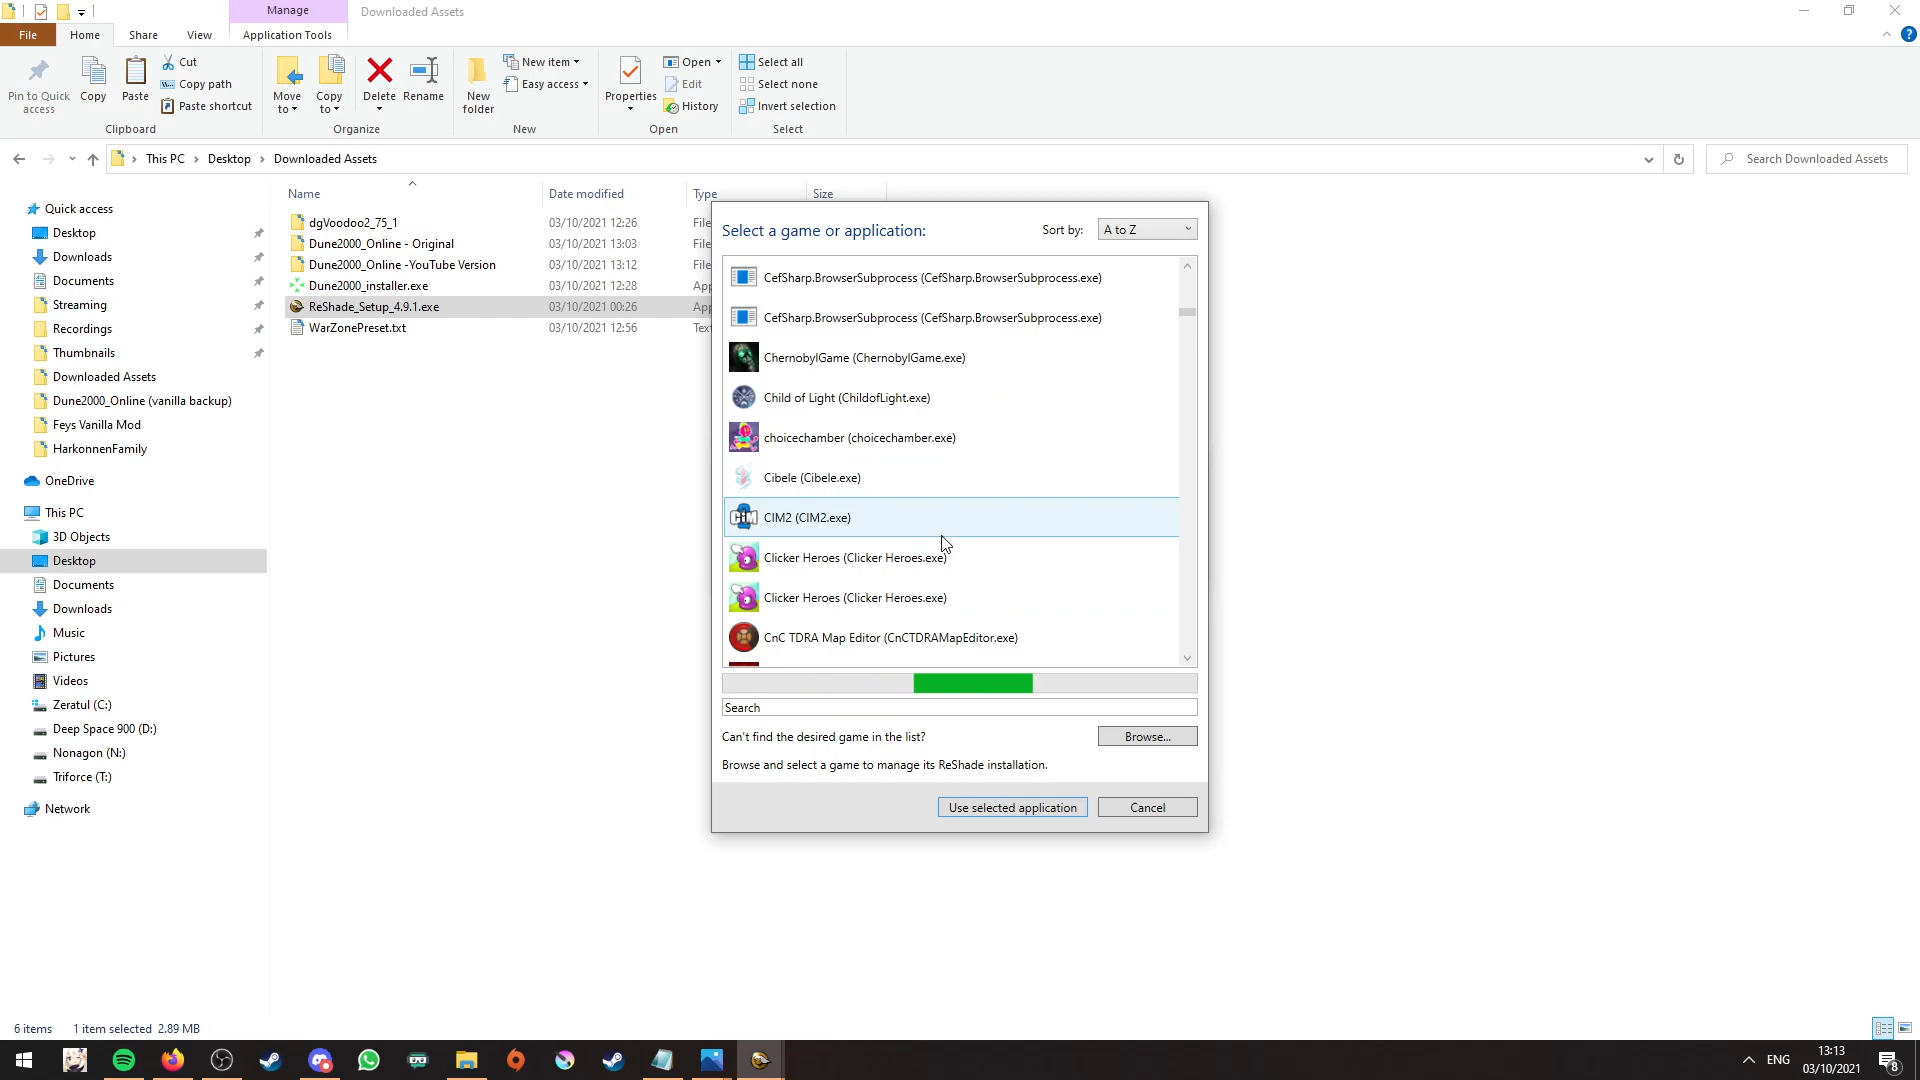 Manage
Downloaded Assets
File
Home
Share
View
Application Tools
Pin to Quick access
Copy
Paste
Cut
Copy path
Paste shortcut
Clipboard
Move to
Copy to
Delete
Rename
Organize
New folder
New item
Easy access
New
Properties
Open
Edit
History
Open
Select all
Select none
Invert selection
Select
This PC
Desktop
Downloaded Assets
Search Downloaded Assets
Name
Date modified
Type
Size
dgVoodoo2_75_1 03/10/2021 12:26 File
Dune2000_Online - Original 03/10/2021 13:03 File
Dune2000_Online -YouTube Version 03/10/2021 13:12 File
Dune2000_installer.exe 03/10/2021 12:28 App
ReShade_Setup_4.9.1.exe 03/10/2021 00:26 App
WarZonePreset.txt 03/10/2021 12:56 Text
Quick access
Desktop
Downloads
Documents
Streaming
Recordings
Thumbnails
Downloaded Assets
Dune2000_Online (vanilla backup)
Feys Vanilla Mod
HarkonnenFamily
OneDrive
This PC
3D Objects
Desktop
Documents
Downloads
Music
Pictures
Videos
Zeratul (C:)
Deep Space 900 (D:)
Nonagon (N:)
Triforce (T:)
Network
Select a game or application:
Sort by:
A to Z
CefSharp.BrowserSubprocess (CefSharp.BrowserSubprocess.exe)
CefSharp.BrowserSubprocess (CefSharp.BrowserSubprocess.exe)
ChernobylGame (ChernobylGame.exe)
Child of Light (ChildofLight.exe)
choicechamber (choicechamber.exe)
Cibele (Cibele.exe)
CIM2 (CIM2.exe)
Clicker Heroes (Clicker Heroes.exe)
Clicker Heroes (Clicker Heroes.exe)
CnC TDRA Map Editor (CnCTDRAMapEditor.exe)
Search
Can't find the desired game in the list?
Browse...
Browse and select a game to manage its ReShade installation.
Use selected application
Cancel
6 items
1 item selected 2.89 MB
ENG
13:13
03/10/2021
8